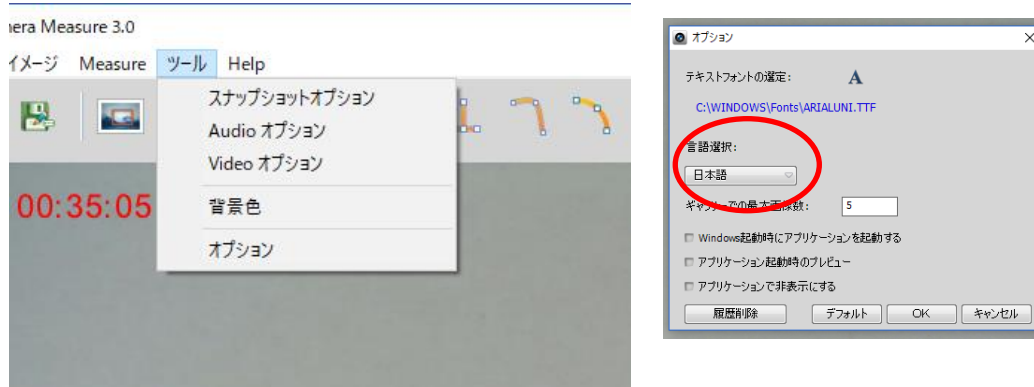 nera Measure 3.0
イメージ Measure ツール Help
スナップショットオプション
Audio オプション
Video オプション
00:35:05
背景色
オプション
オプション
テキストフォントの選定： A
C:\WINDOWS\Fonts\ARIALUNI.TTF
言語選択：
日本語
ギャラリーでの最大画像数： 5
Windows起動時にアプリケーションを起動する
アプリケーション起動時のプレビュー
アプリケーションで非表示にする
履歴削除 デフォルト OK キャンセル